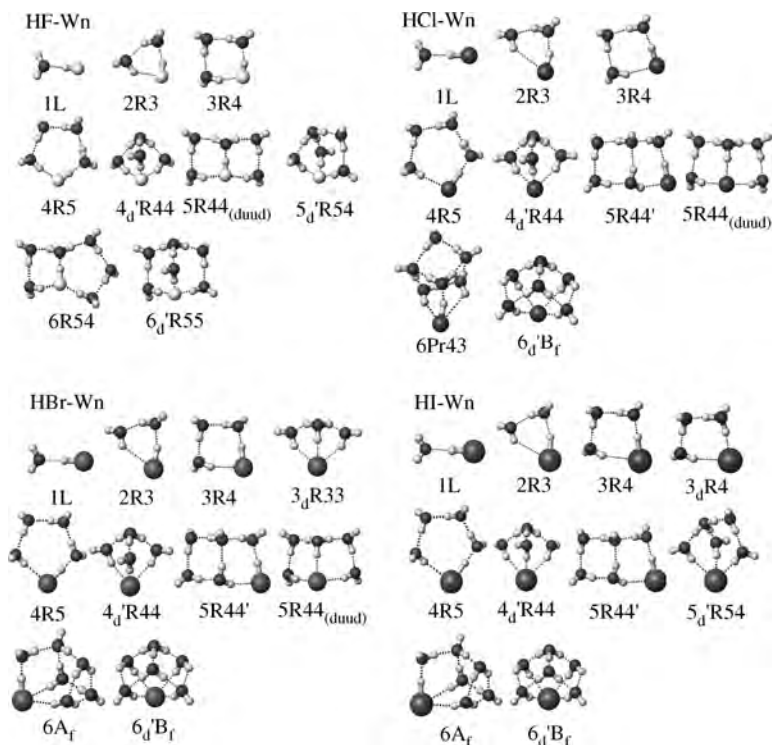 HF-Wn
1L 2R3 3R4
4R5 4d'R44 5R44(duud) 5d'R54
6R54 6d'R55
HCl-Wn
1L 2R3 3R4
4R5 4d'R44 5R44' 5R44(duud)
6Pr43 6d'Bf
HBr-Wn
1L 2R3 3R4 3dR33
4R5 4d'R44 5R44' 5R44(duud)
6Af 6d'Bf
HI-Wn
1L 2R3 3R4 3dR4
4R5 4d'R44 5R44' 5d'R54
6Af 6d'Bf